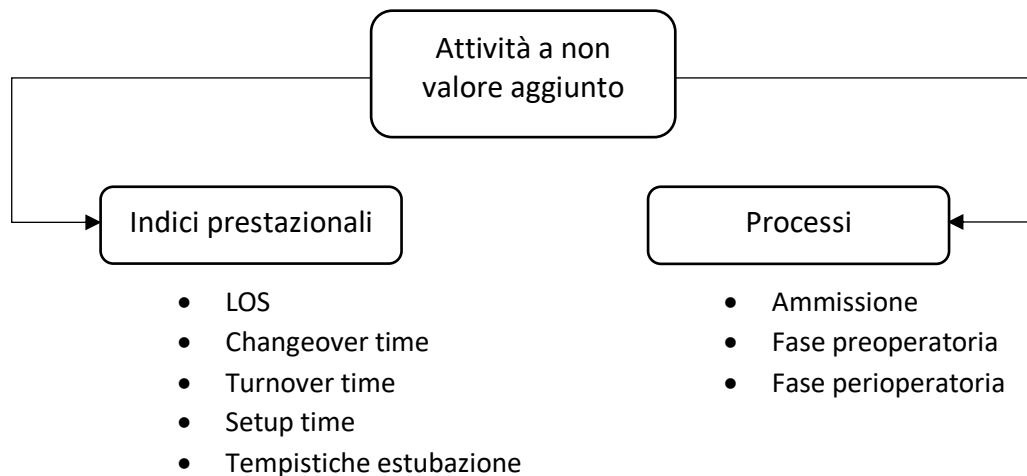 Attività a non
valore aggiunto
Indici prestazionali
• LOS
• Changeover time
• Turnover time
• Setup time
• Tempistiche estubazione
Processi
• Ammissione
• Fase preoperatoria
• Fase perioperatoria